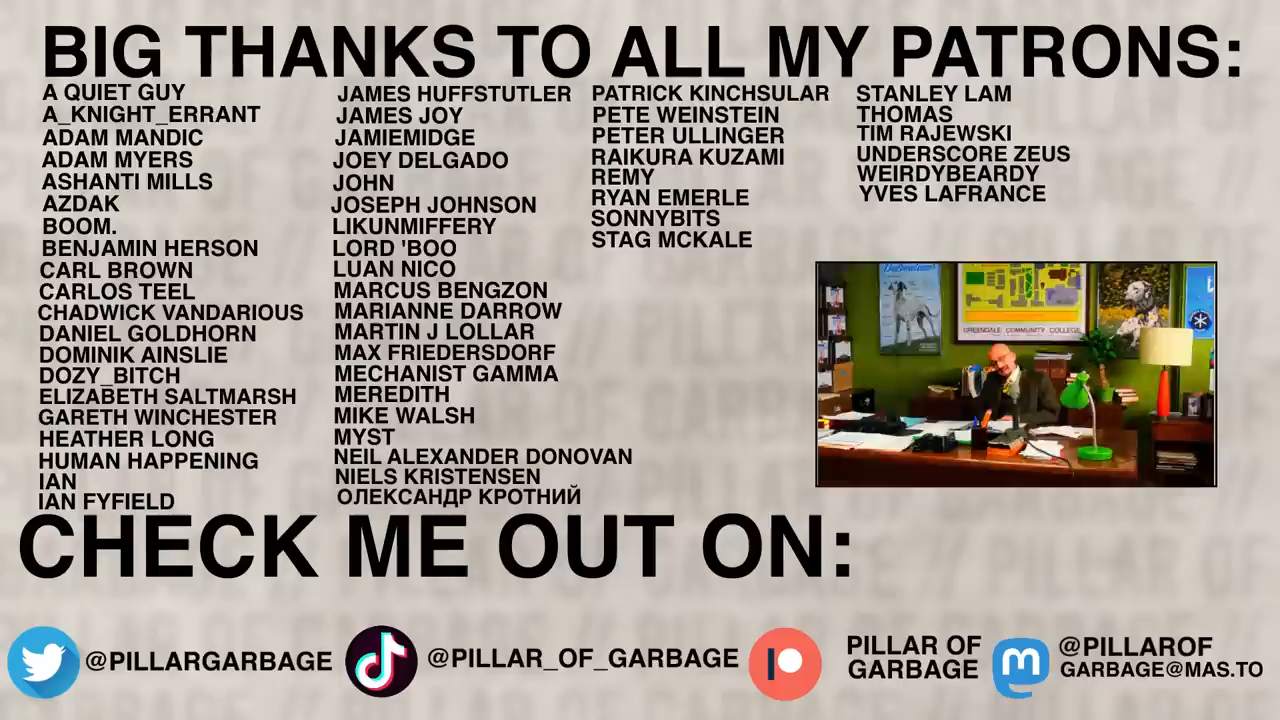 BIG THANKS TO ALL MY PATRONS:
A QUIET GUY
A_KNIGHT_ERRANT
ADAM MANDIC
ADAM MYERS
ASHANTI MILLS
AZDAK
BOOM.
BENJAMIN HERSON
CARL BROWN
CARLOS TEEL
CHADWICK VANDARIOUS
DANIEL GOLDHORN
DOMINIK AINSLIE
DOZY_BITCH
ELIZABETH SALTMARSH
GARETH WINCHESTER
HEATHER LONG
HUMAN HAPPENING
IAN
IAN FYFIELD
JAMES HUFFSTUTLER
JAMES JOY
JAMIEMIDGE
JOEY DELGADO
JOHN
JOSEPH JOHNSON
LIKUNMIFFERY
LORD 'BOO
LUAN NICO
MARCUS BENGZON
MARIANNE DARROW
MARTIN J LOLLAR
MAX FRIEDERSDORF
MECHANIST GAMMA
MEREDITH
MIKE WALSH
MYST
NEIL ALEXANDER DONOVAN
NIELS KRISTENSEN
ОЛЕКСАНДР КРОТНИЙ
PATRICK KINCHSULAR
PETE WEINSTEIN
PETER ULLINGER
RAIKURA KUZAMI
REMY
RYAN EMERLE
SONNYBITS
STAG MCKALE
STANLEY LAM
THOMAS
TIM RAJEWSKI
UNDERSCORE ZEUS
WEIRDYBEARDY
YVES LAFRANCE
GREENDALE COMMUNITY COLLEGE
CHECK ME OUT ON:
@PILLARGARBAGE
@PILLAR_OF_GARBAGE
PILLAR OF
GARBAGE
@PILLAROF
GARBAGE@MAS.TO